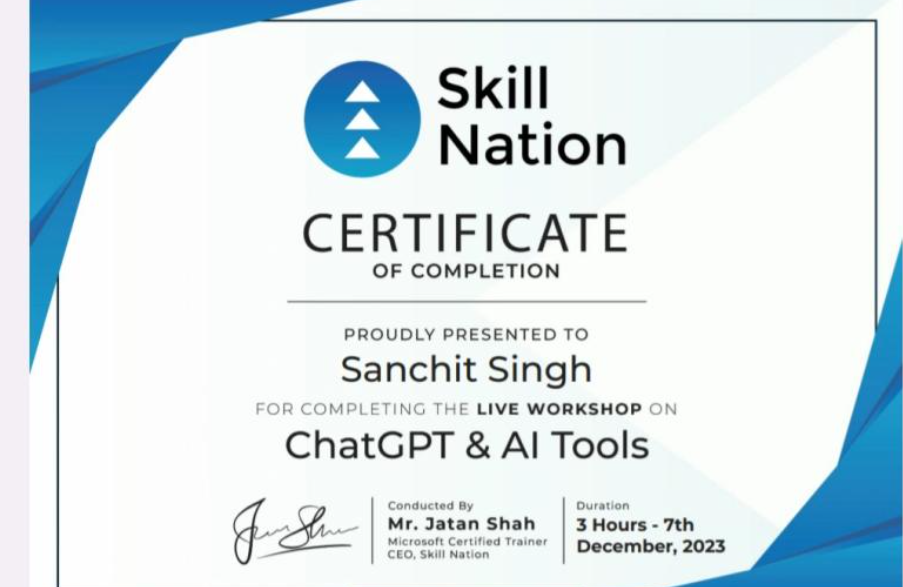 Skill
Nation
CERTIFICATE
OF COMPLETION
PROUDLY PRESENTED TO
Sanchit Singh
FOR COMPLETING THE LIVE WORKSHOP ON
ChatGPT & AI Tools
Conducted By
Mr. Jatan Shah
Microsoft Certified Trainer
CEO, Skill Nation
Duration
3 Hours - 7th
December, 2023